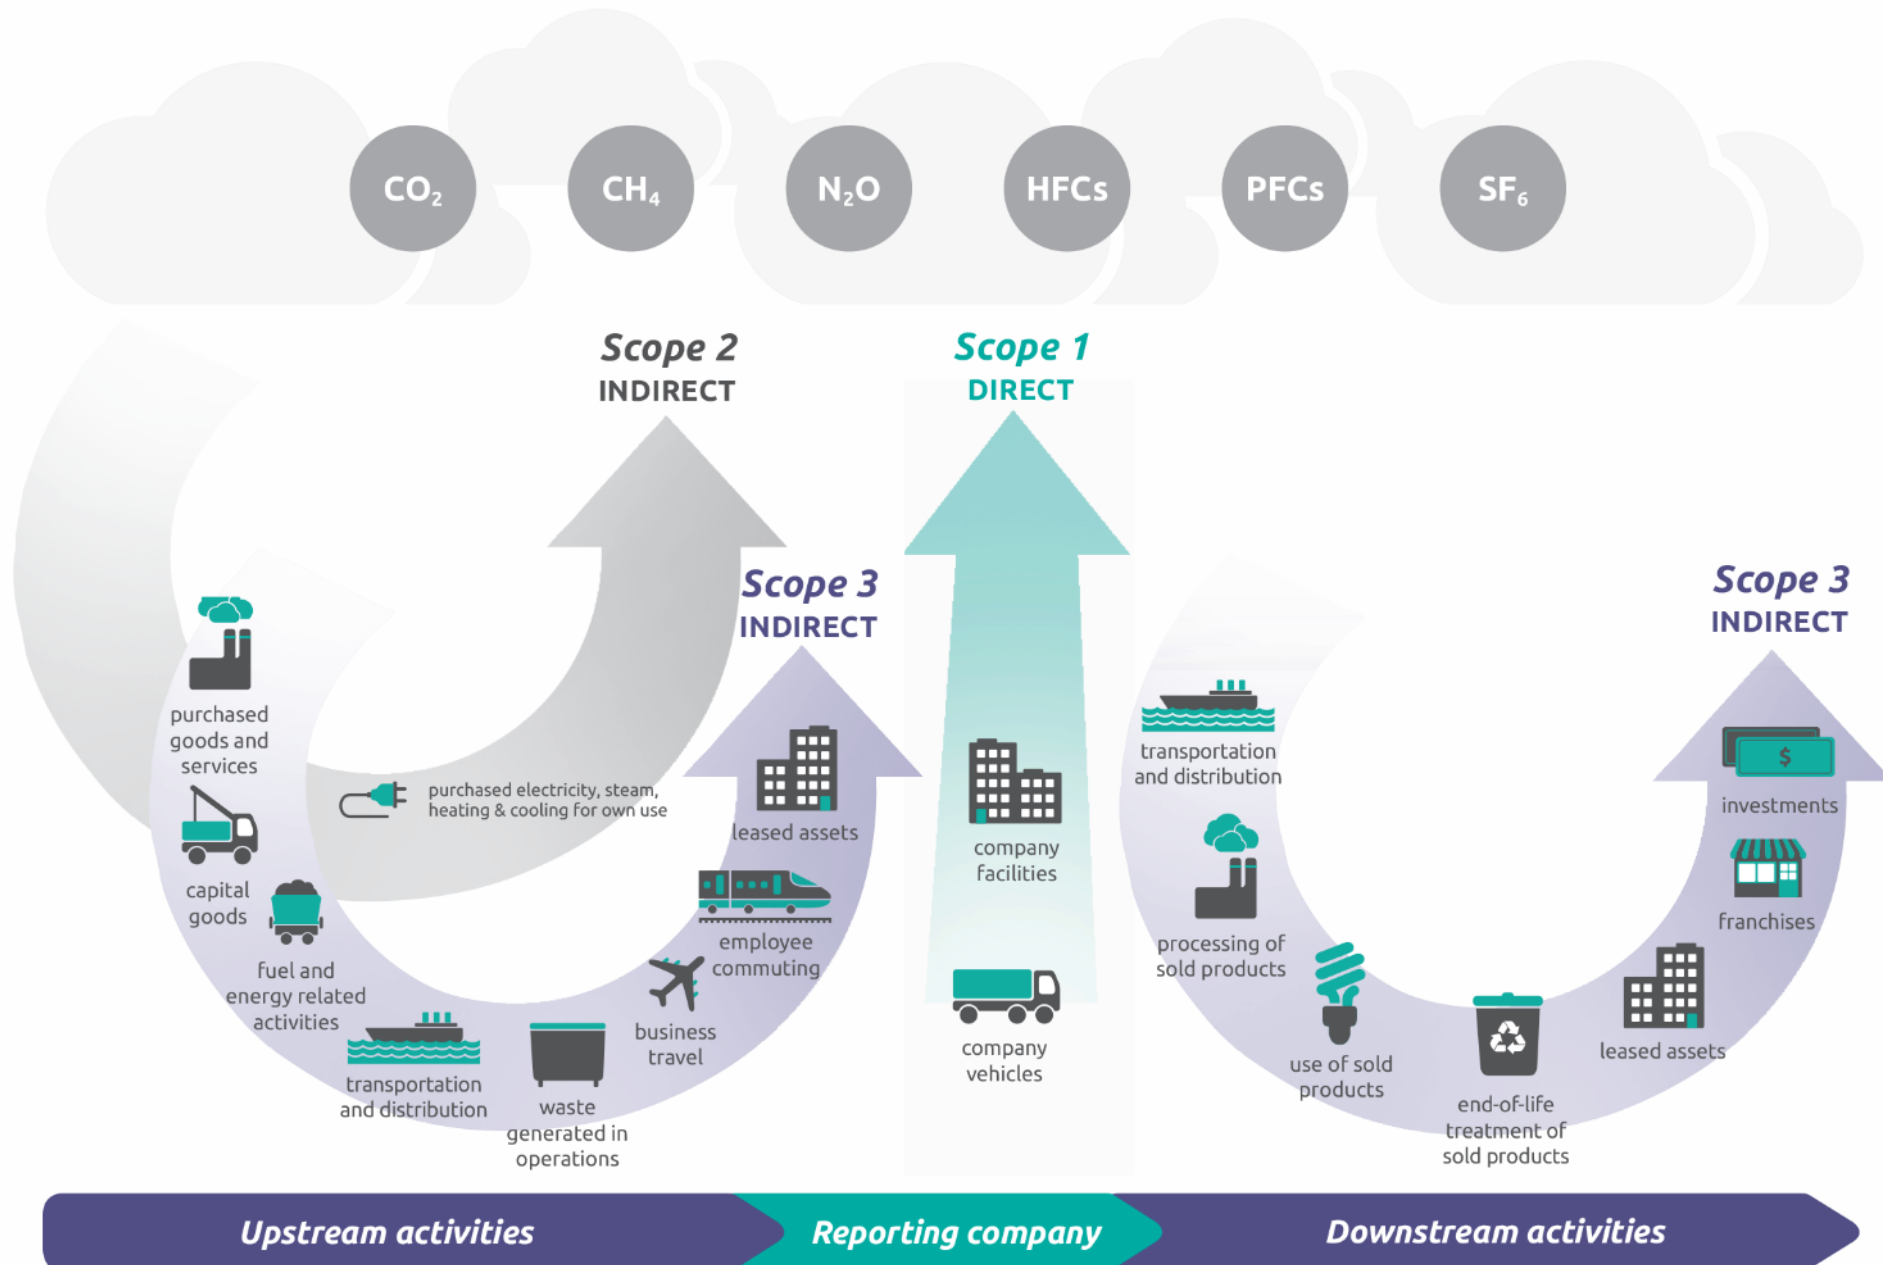 CO₂
CH₄
N₂O
HFCs
PFCs
SF₆
Scope 2
INDIRECT
Scope 1
DIRECT
Scope 3
INDIRECT
Scope 3
INDIRECT
purchased
goods and
services
capital
goods
fuel and
energy related
activities
transportation
and distribution
waste
generated in
operations
business
travel
employee
commuting
leased assets
purchased electricity, steam,
heating & cooling for own use
company
facilities
company
vehicles
transportation
and distribution
processing of
sold products
use of sold
products
end-of-life
treatment of
sold products
leased assets
franchises
$
investments
Upstream activities
Reporting company
Downstream activities